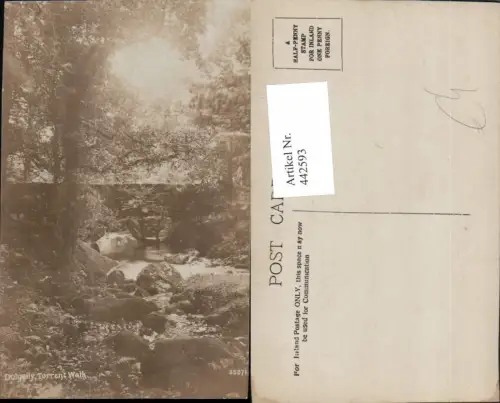 Torrent Walk
A
HALF-PENNY
STAMP
FOR INLAND
ONE PENNY
FOREIGN.
Artikel Nr.
442593
POST CARD
For Inland Postage ONLY, this space may now
be used for Communication